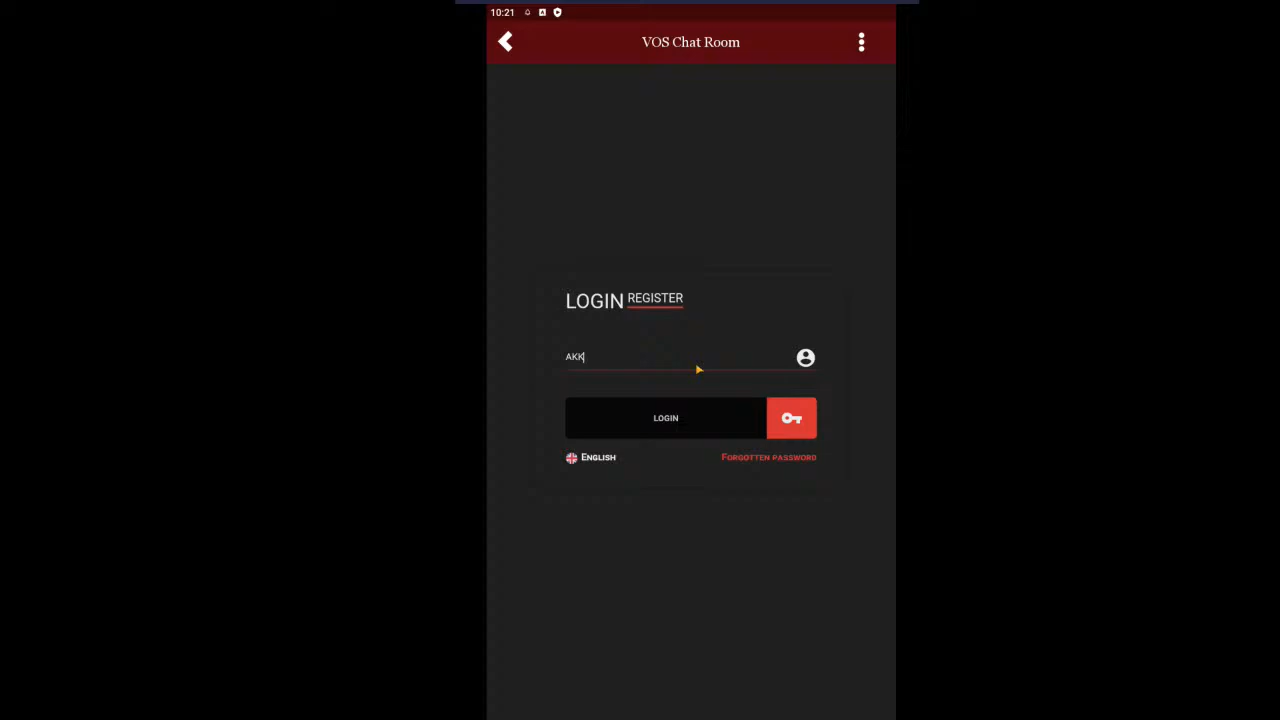 10:21
VOS Chat Room
LOGIN REGISTER
AKK
LOGIN
ENGLISH
FORGOTTEN PASSWORD